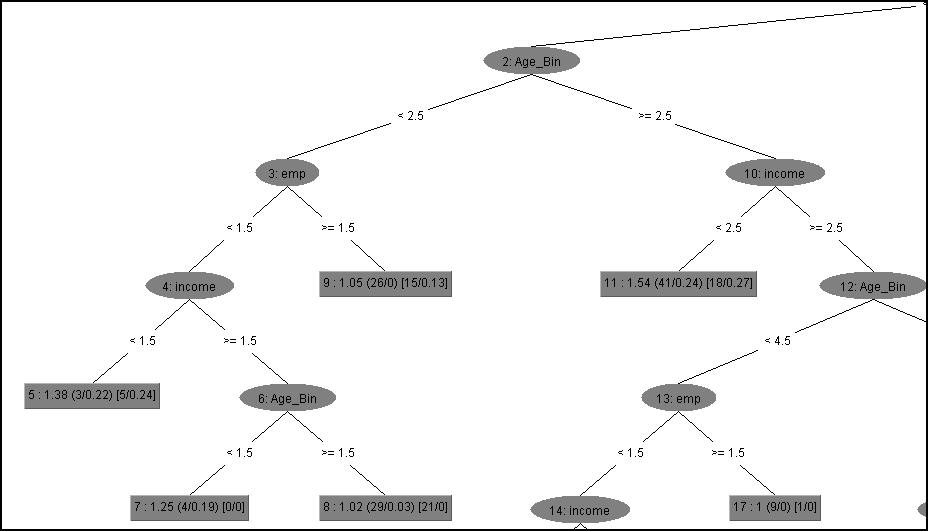 2: Age_Bin
< 2.5
>= 2.5
3: emp
10: income
< 1.5
>= 1.5
< 2.5
>= 2.5
4: income
9 : 1.05 (26/0) [15/0.13]
11 : 1.54 (41/0.24) [18/0.27]
12: Age_Bin
< 1.5
>= 1.5
< 4.5
5 : 1.38 (3/0.22) [5/0.24]
6: Age_Bin
13: emp
< 1.5
>= 1.5
< 1.5
>= 1.5
7 : 1.25 (4/0.19) [0/0]
8 : 1.02 (29/0.03) [21/0]
14: income
17 : 1 (9/0) [1/0]